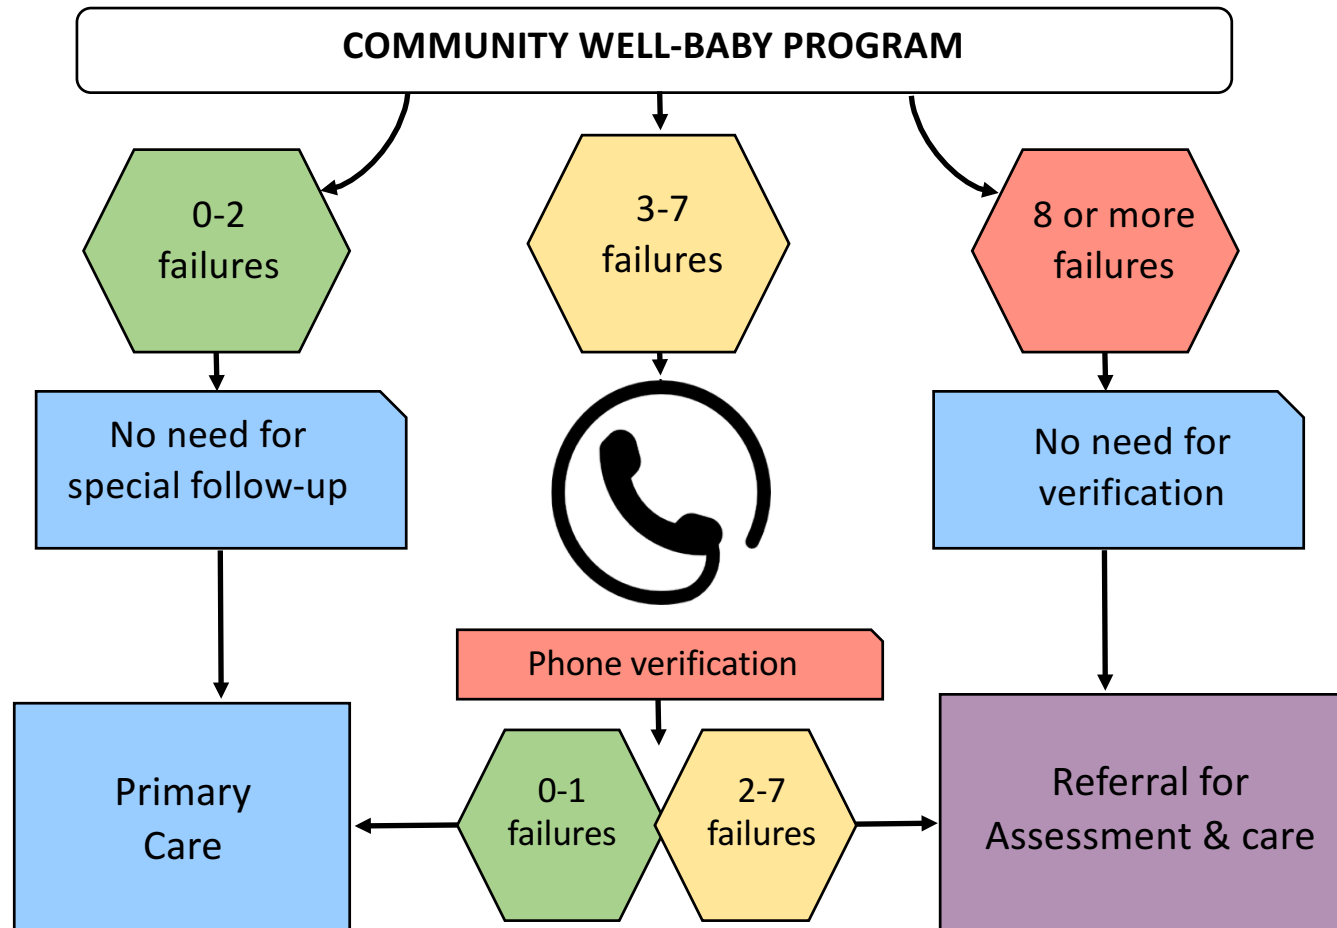 COMMUNITY WELL-BABY PROGRAM
0-2
failures
3-7
failures
8 or more
failures
No need for
special follow-up
No need for
verification
Phone verification
Primary
Care
0-1
failures
2-7
failures
Referral for
Assessment & care